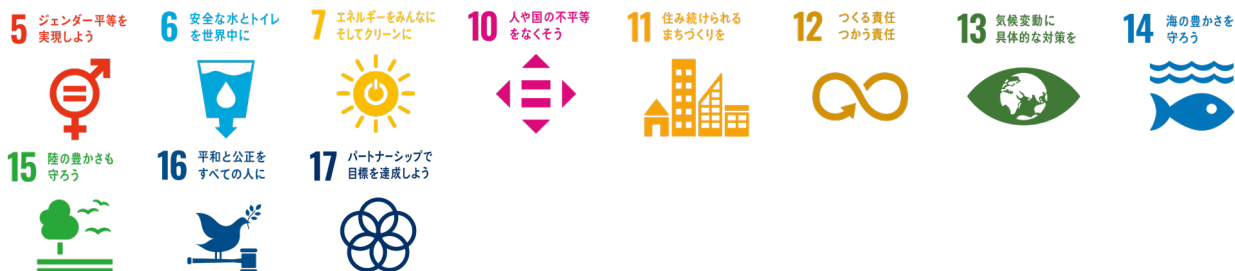 5 ジェンダー平等を
実現しよう
6 安全な水とトイレ
を世界中に
7 エネルギーをみんなに
そしてクリーンに
10 人や国の不平等
をなくそう
11 住み続けられる
まちづくりを
12 つくる責任
つかう責任
13 気候変動に
具体的な対策を
14 海の豊かさを
守ろう
15 陸の豊かさも
守ろう
16 平和と公正を
すべての人に
17 パートナーシップで
目標を達成しよう